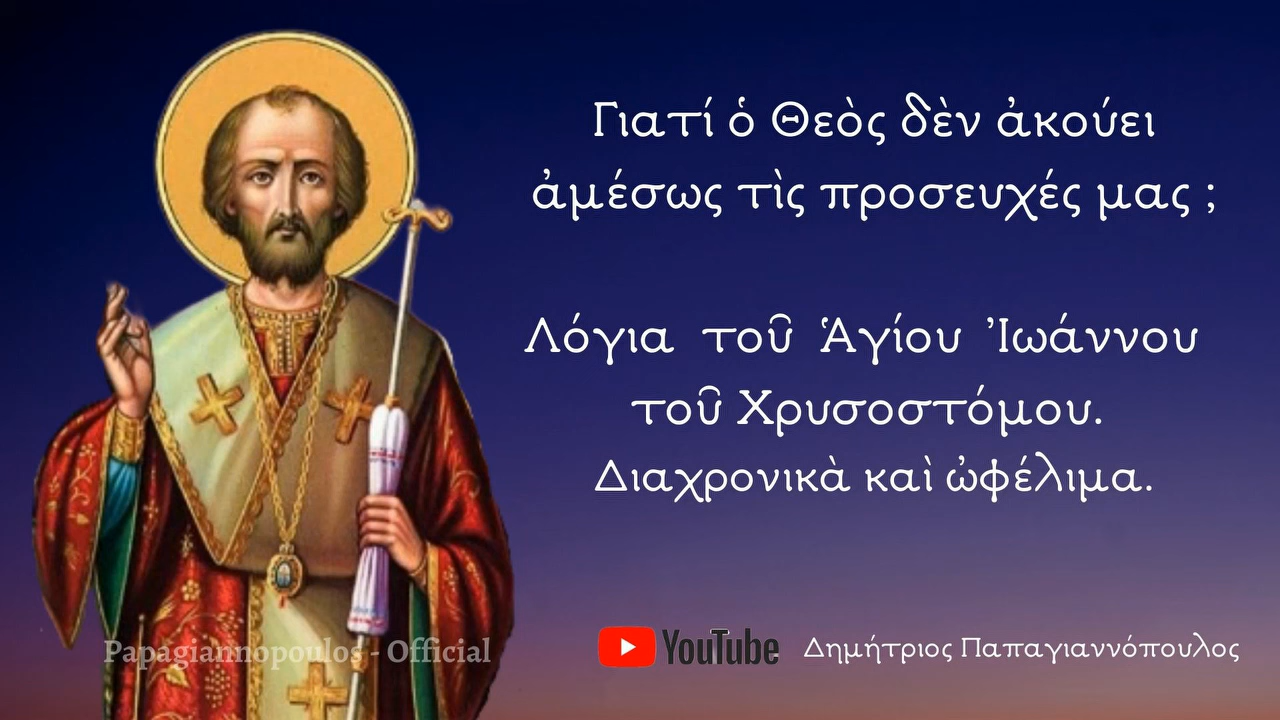 Γιατί ὁ Θεὸς δὲν ἀκούει
ἀμέσως τὶς προσευχές μας ;
Λόγια τοῦ Ἁγίου Ἰωάννου
τοῦ Χρυσοστόμου.
Διαχρονικὰ καὶ ὠφέλιμα.
Papagiannopoulos - Official
YouTube Δημήτριος Παπαγιαννόπουλος